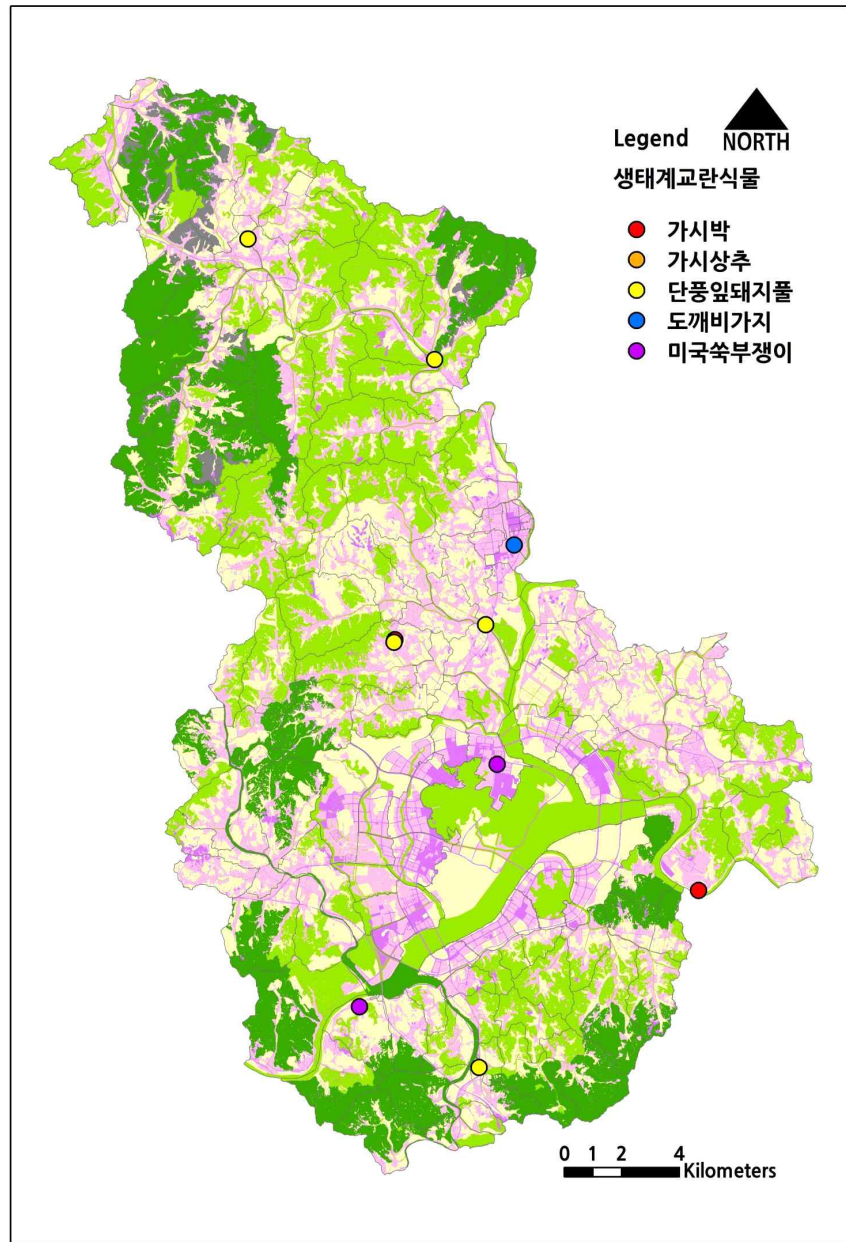 Legend
NORTH
생태계교란식물
가시박
가시상추
단풍잎돼지풀
도깨비가지
미국쑥부쟁이
0 1 2 4
Kilometers